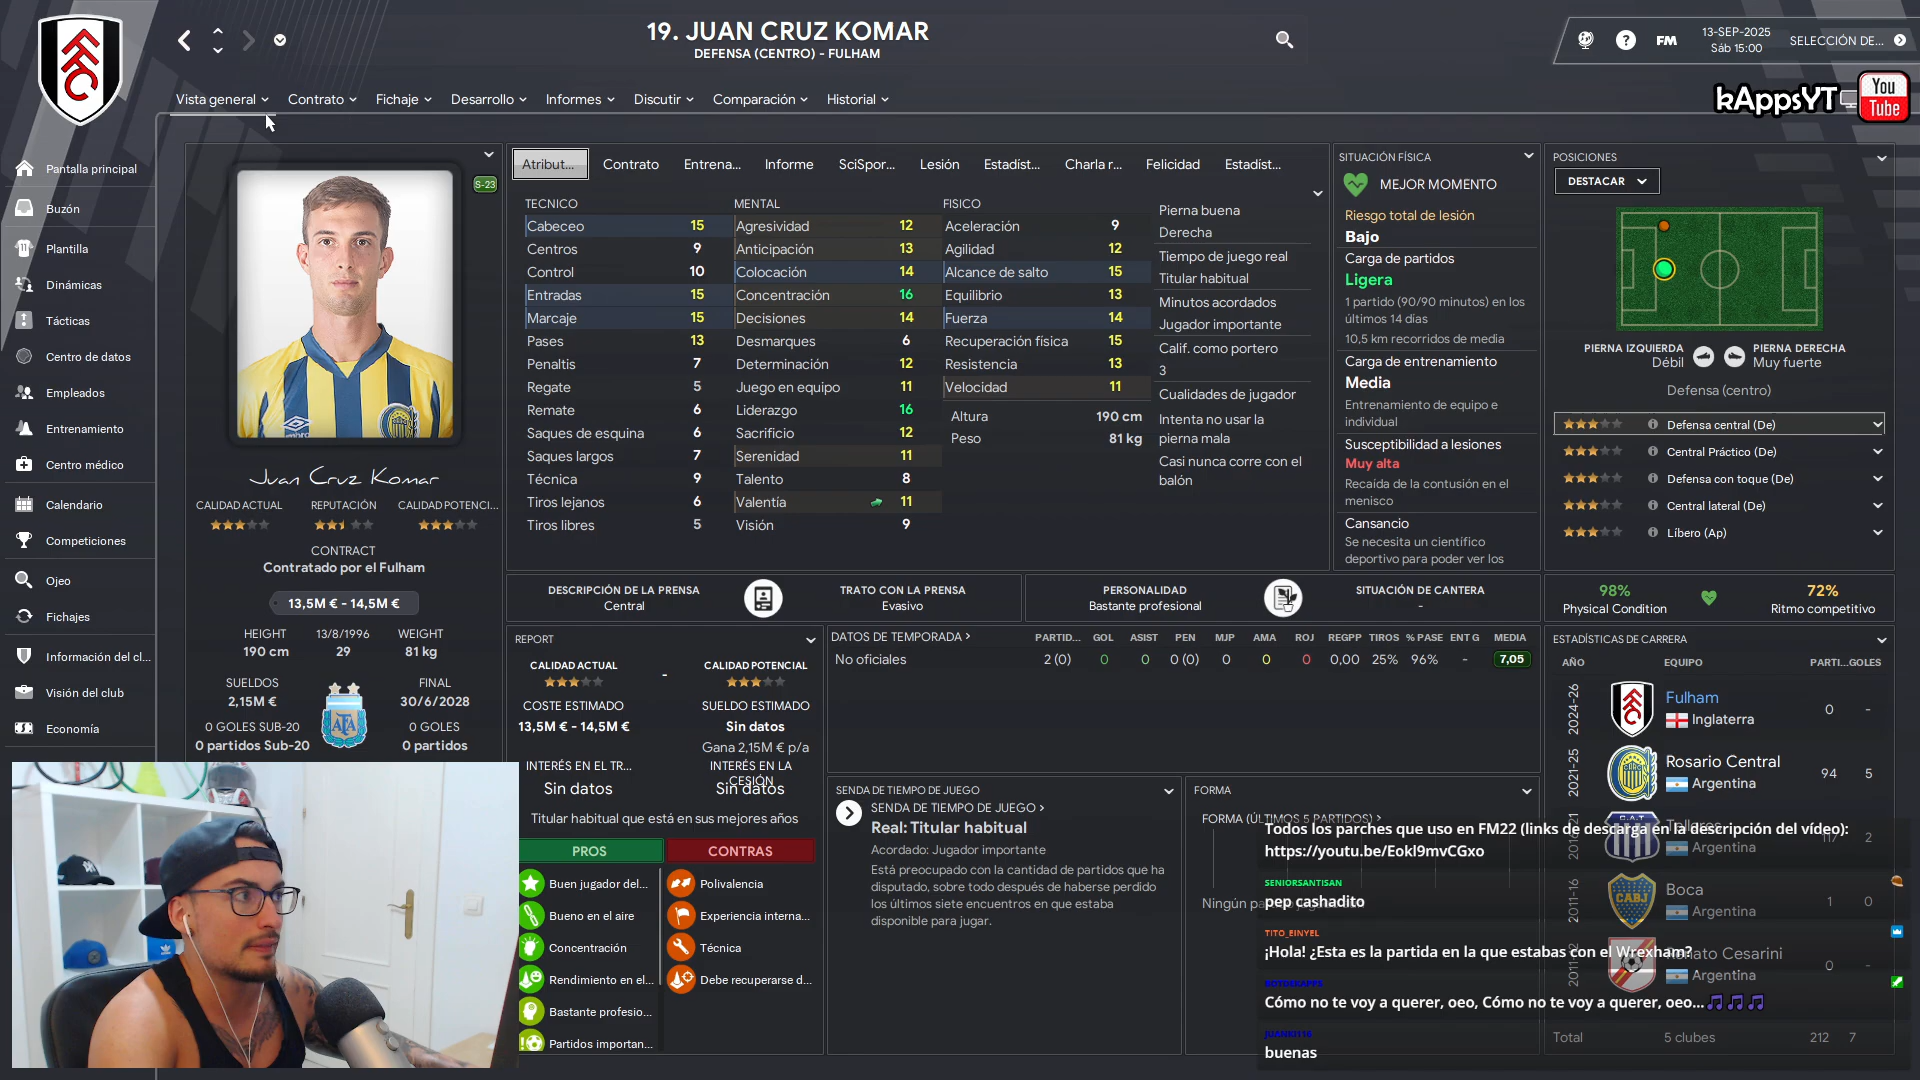 19. JUAN CRUZ KOMAR
DEFENSA (CENTRO) - FULHAM
FM
13-SEP-2025
Sáb 15:00
SELECCIÓN DE...
Vista general
Contrato
Fichaje
Desarrollo
Informes
Discutir
Comparación
Historial
kAppsYT
You
Tube
Pantalla principal
Buzón
Plantilla
Dinámicas
Tácticas
Centro de datos
Empleados
Entrenamiento
Centro médico
Calendario
Competiciones
Ojeo
Fichajes
Información del cl...
Visión del club
Economía
S-23
Juan Cruz Komar
CALIDAD ACTUAL
REPUTACIÓN
CALIDAD POTENCI...
CONTRACT
Contratado por el Fulham
13,5M € - 14,5M €
HEIGHT 13/8/1996 WEIGHT
190 cm 29 81 kg
SUELDOS FINAL
2,15M € 30/6/2028
AFA
0 GOLES SUB-20 0 GOLES
0 partidos Sub-20 0 partidos
Atribut...
Contrato
Entrena...
Informe
SciSpor...
Lesión
Estadíst...
Charla r...
Felicidad
Estadíst...
TECNICO
Cabeceo 15
Centros 9
Control 10
Entradas 15
Marcaje 15
Pases 13
Penaltis 7
Regate 5
Remate 6
Saques de esquina 6
Saques largos 7
Técnica 9
Tiros lejanos 6
Tiros libres 5
MENTAL
Agresividad 12
Anticipación 13
Colocación 14
Concentración 16
Decisiones 14
Desmarques 6
Determinación 12
Juego en equipo 11
Liderazgo 16
Sacrificio 12
Serenidad 11
Talento 8
Valentía 11
Visión 9
FISICO
Aceleración 9
Agilidad 12
Alcance de salto 15
Equilibrio 13
Fuerza 14
Recuperación física 15
Resistencia 13
Velocidad 11
Altura 190 cm
Peso 81 kg
Pierna buena
Derecha
Tiempo de juego real
Titular habitual
Minutos acordados
Jugador importante
Calif. como portero
3
Cualidades de jugador
Intenta no usar la
pierna mala
Casi nunca corre con el
balón
SITUACIÓN FÍSICA
MEJOR MOMENTO
Riesgo total de lesión
Bajo
Carga de partidos
Ligera
1 partido (90/90 minutos) en los
últimos 14 días
10,5 km recorridos de media
Carga de entrenamiento
Media
Entrenamiento de equipo e
individual
Susceptibilidad a lesiones
Muy alta
Recaída de la contusión en el
menisco
Cansancio
Se necesita un científico
deportivo para poder ver los
POSICIONES
DESTACAR
PIERNA IZQUIERDA
Débil
PIERNA DERECHA
Muy fuerte
Defensa (centro)
Defensa central (De)
Central Práctico (De)
Defensa con toque (De)
Central lateral (De)
Líbero (Ap)
DESCRIPCIÓN DE LA PRENSA
Central
TRATO CON LA PRENSA
Evasivo
PERSONALIDAD
Bastante profesional
SITUACIÓN DE CANTERA
-
98%
Physical Condition
72%
Ritmo competitivo
REPORT
CALIDAD ACTUAL - CALIDAD POTENCIAL
COSTE ESTIMADO
13,5M € - 14,5M €
SUELDO ESTIMADO
Sin datos
Gana 2,15M € p/a
INTERÉS EN EL TR...
Sin datos
INTERÉS EN LA
CESIÓN
Sin datos
Titular habitual que está en sus mejores años
PROS
Buen jugador del...
Bueno en el aire
Concentración
Rendimiento en el...
Bastante profesio...
Partidos importan...
CONTRAS
Polivalencia
Experiencia interna...
Técnica
Debe recuperarse d...
DATOS DE TEMPORADA > PARTID... GOL ASIST PEN MJP AMA ROJ REGPP TIROS % PASE ENT G MEDIA
No oficiales 2 (0) 0 0 0 (0) 0 0 0 0,00 25% 96% - 7,05
SENDA DE TIEMPO DE JUEGO
SENDA DE TIEMPO DE JUEGO >
Real: Titular habitual
Acordado: Jugador importante
Está preocupado con la cantidad de partidos que ha
disputado, sobre todo después de haberse perdido
los últimos siete encuentros en que estaba
disponible para jugar.
FORMA
FORMA (ÚLTIMOS 5 PARTIDOS) >
ESTADÍSTICAS DE CARRERA
AÑO EQUIPO PARTI... GOLES
2024-26 Fulham 0 -
Inglaterra
2021-25 Rosario Central 94 5
Argentina
Talleres 117 2
Argentina
2011-16 Boca 1 0
Argentina
Renato Cesarini 0 -
Argentina
Total 5 clubes 212 7
Todos los parches que uso en FM22 (links de descarga en la descripción del vídeo):
https://youtu.be/EokI9mvCGxo
SENIORSANTISAN
pep cashadito
TITO_EINYEL
¡Hola! ¿Esta es la partida en la que estabas con el Wrexham?
Cómo no te voy a querer, oeo, Cómo no te voy a querer, oeo...
buenas